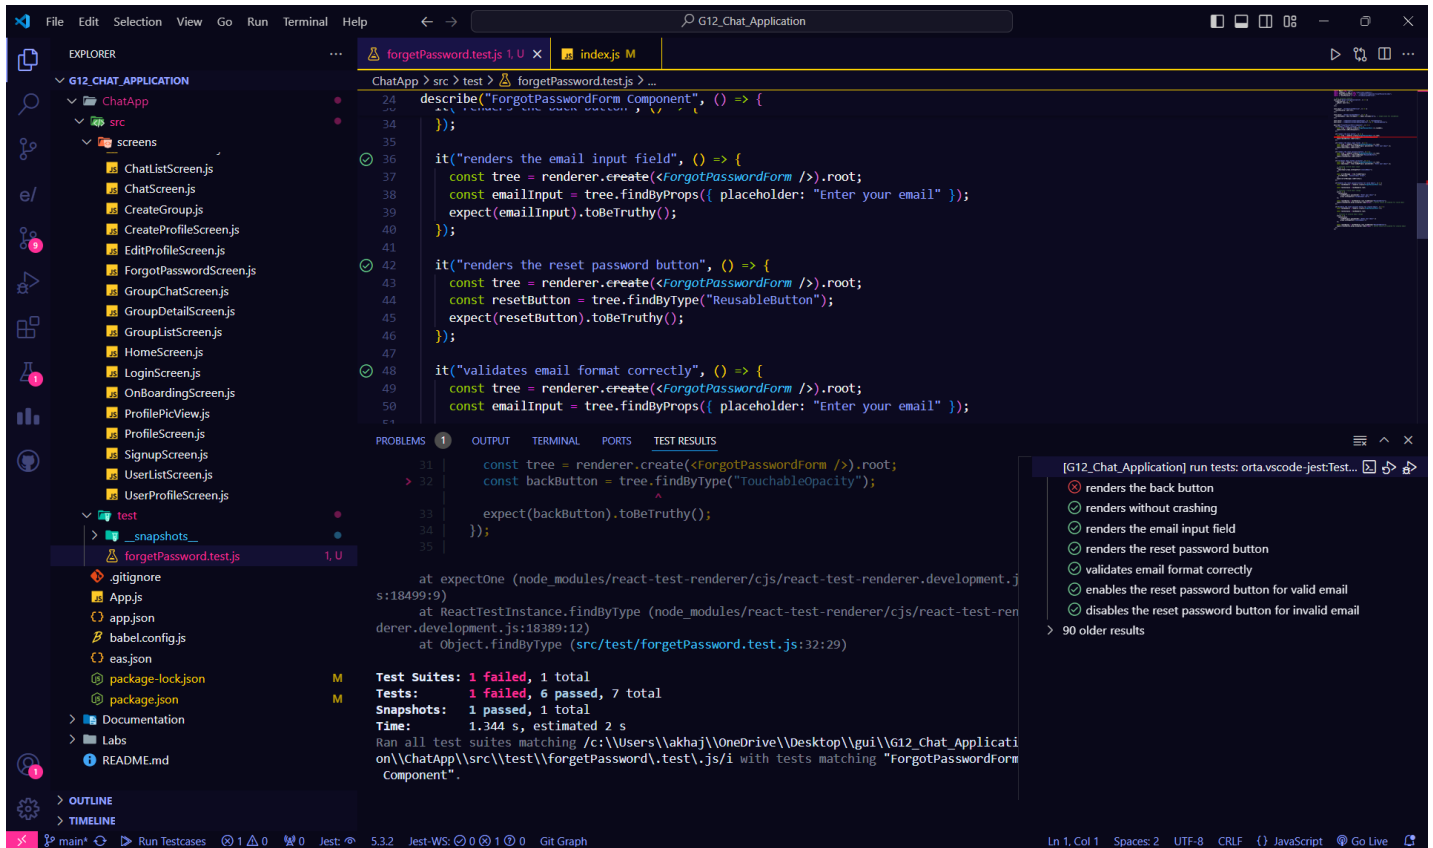 File Edit Selection View Go Run Terminal Help
G12_Chat_Application
EXPLORER
G12_CHAT_APPLICATION
ChatApp
src
screens
ChatListScreen.js
ChatScreen.js
CreateGroup.js
CreateProfileScreen.js
EditProfileScreen.js
ForgotPasswordScreen.js
GroupChatScreen.js
GroupDetailScreen.js
GroupListScreen.js
HomeScreen.js
LoginScreen.js
OnBoardingScreen.js
ProfilePicView.js
ProfileScreen.js
SignupScreen.js
UserListScreen.js
UserProfileScreen.js
test
__snapshots__
forgetPassword.test.js 1, U
.gitignore
App.js
app.json
babel.config.js
eas.json
package-lock.json M
package.json M
Documentation
Labs
README.md
OUTLINE
TIMELINE
9
1
1
forgetPassword.test.js 1, U
index.js M
ChatApp > src > test > forgetPassword.test.js > ...
24 describe("ForgotPasswordForm Component", () => {
it("renders the back button", () => {
34 });
35
36 it("renders the email input field", () => {
37 const tree = renderer.create(<ForgotPasswordForm />).root;
38 const emailInput = tree.findByProps({ placeholder: "Enter your email" });
39 expect(emailInput).toBeTruthy();
40 });
41
42 it("renders the reset password button", () => {
43 const tree = renderer.create(<ForgotPasswordForm />).root;
44 const resetButton = tree.findByType("ReusableButton");
45 expect(resetButton).toBeTruthy();
46 });
47
48 it("validates email format correctly", () => {
49 const tree = renderer.create(<ForgotPasswordForm />).root;
50 const emailInput = tree.findByProps({ placeholder: "Enter your email" });
51
PROBLEMS 1 OUTPUT TERMINAL PORTS TEST RESULTS
31 | const tree = renderer.create(<ForgotPasswordForm />).root;
> 32 | const backButton = tree.findByType("TouchableOpacity");
| ^
33 | expect(backButton).toBeTruthy();
34 | });
35 |
at expectOne (node_modules/react-test-renderer/cjs/react-test-renderer.development.j
s:18499:9)
at ReactTestInstance.findByType (node_modules/react-test-renderer/cjs/react-test-ren
derer.development.js:18389:12)
at Object.findByType (src/test/forgetPassword.test.js:32:29)
Test Suites: 1 failed, 1 total
Tests: 1 failed, 6 passed, 7 total
Snapshots: 1 passed, 1 total
Time: 1.344 s, estimated 2 s
Ran all test suites matching /c:\\Users\\akhaj\\OneDrive\\Desktop\\gui\\G12_Chat_Applicati
on\\ChatApp\\src\\test\\forgetPassword\.test\.js/i with tests matching "ForgotPasswordForm
Component".
[G12_Chat_Application] run tests: orta.vscode-jest:Test...
renders the back button
renders without crashing
renders the email input field
renders the reset password button
validates email format correctly
enables the reset password button for valid email
disables the reset password button for invalid email
> 90 older results
main* Run Testcases 1 0 0 Jest: 5.3.2 Jest-WS: 0 1 0 Git Graph
Ln 1, Col 1 Spaces: 2 UTF-8 CRLF {} JavaScript Go Live